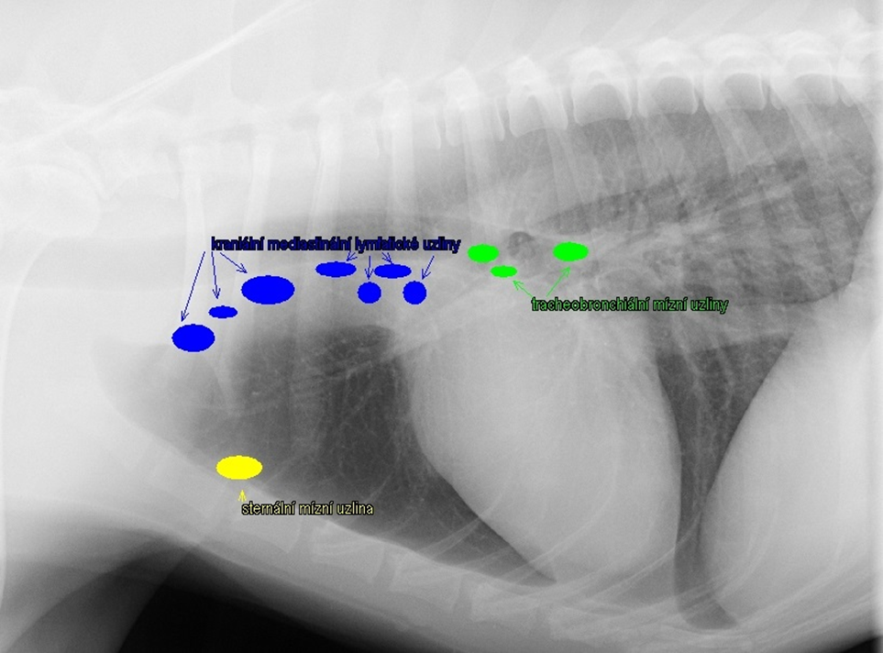 kraniální mediastinální lymfatické uzliny
tracheobronchiální mízní uzliny
sternální mízní uzlina